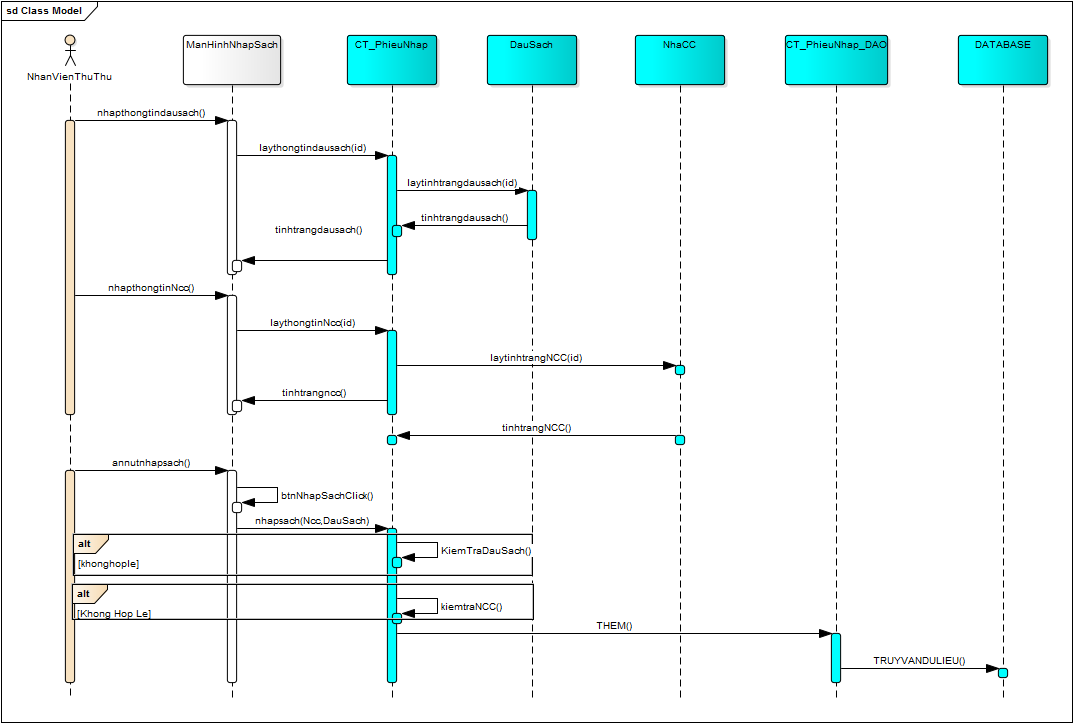 sd Class Model
NhanVienThuThu
ManHinhNhapSach
CT_PhieuNhap
DauSach
NhaCC
CT_PhieuNhap_DAO
DATABASE
nhapthongtindausach()
laythongtindausach(id)
laytinhtrangdausach(id)
tinhtrangdausach()
tinhtrangdausach()
nhapthongtinNcc()
laythongtinNcc(id)
laytinhtrangNCC(id)
tinhtrangncc()
tinhtrangNCC()
annutnhapsach()
btnNhapSachClick()
nhapsach(Ncc,DauSach)
alt
KiemTraDauSach()
[khonghople]
alt
kiemtraNCC()
[Khong Hop Le]
THEM()
TRUYVANDULIEU()